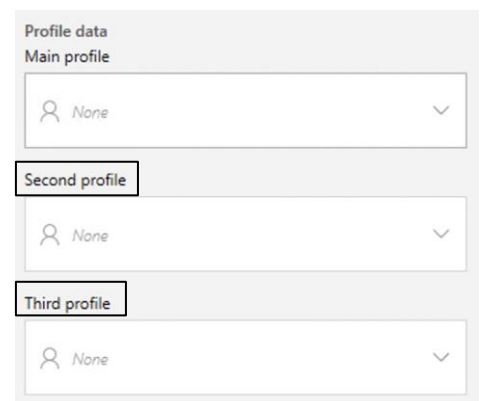 Profile data
Main profile
None
Second profile
None
Third profile
None